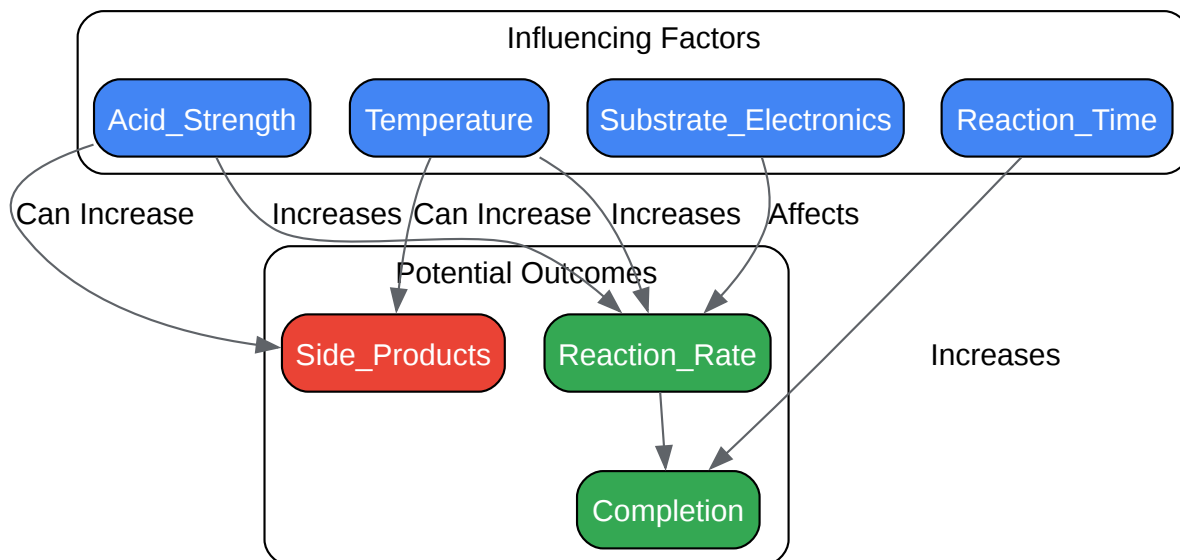 Influencing Factors
Acid_Strength
Temperature
Substrate_Electronics
Reaction_Time
Can Increase
Increases
Can Increase
Increases
Affects
Potential Outcomes
Side_Products
Reaction_Rate
Increases
Completion